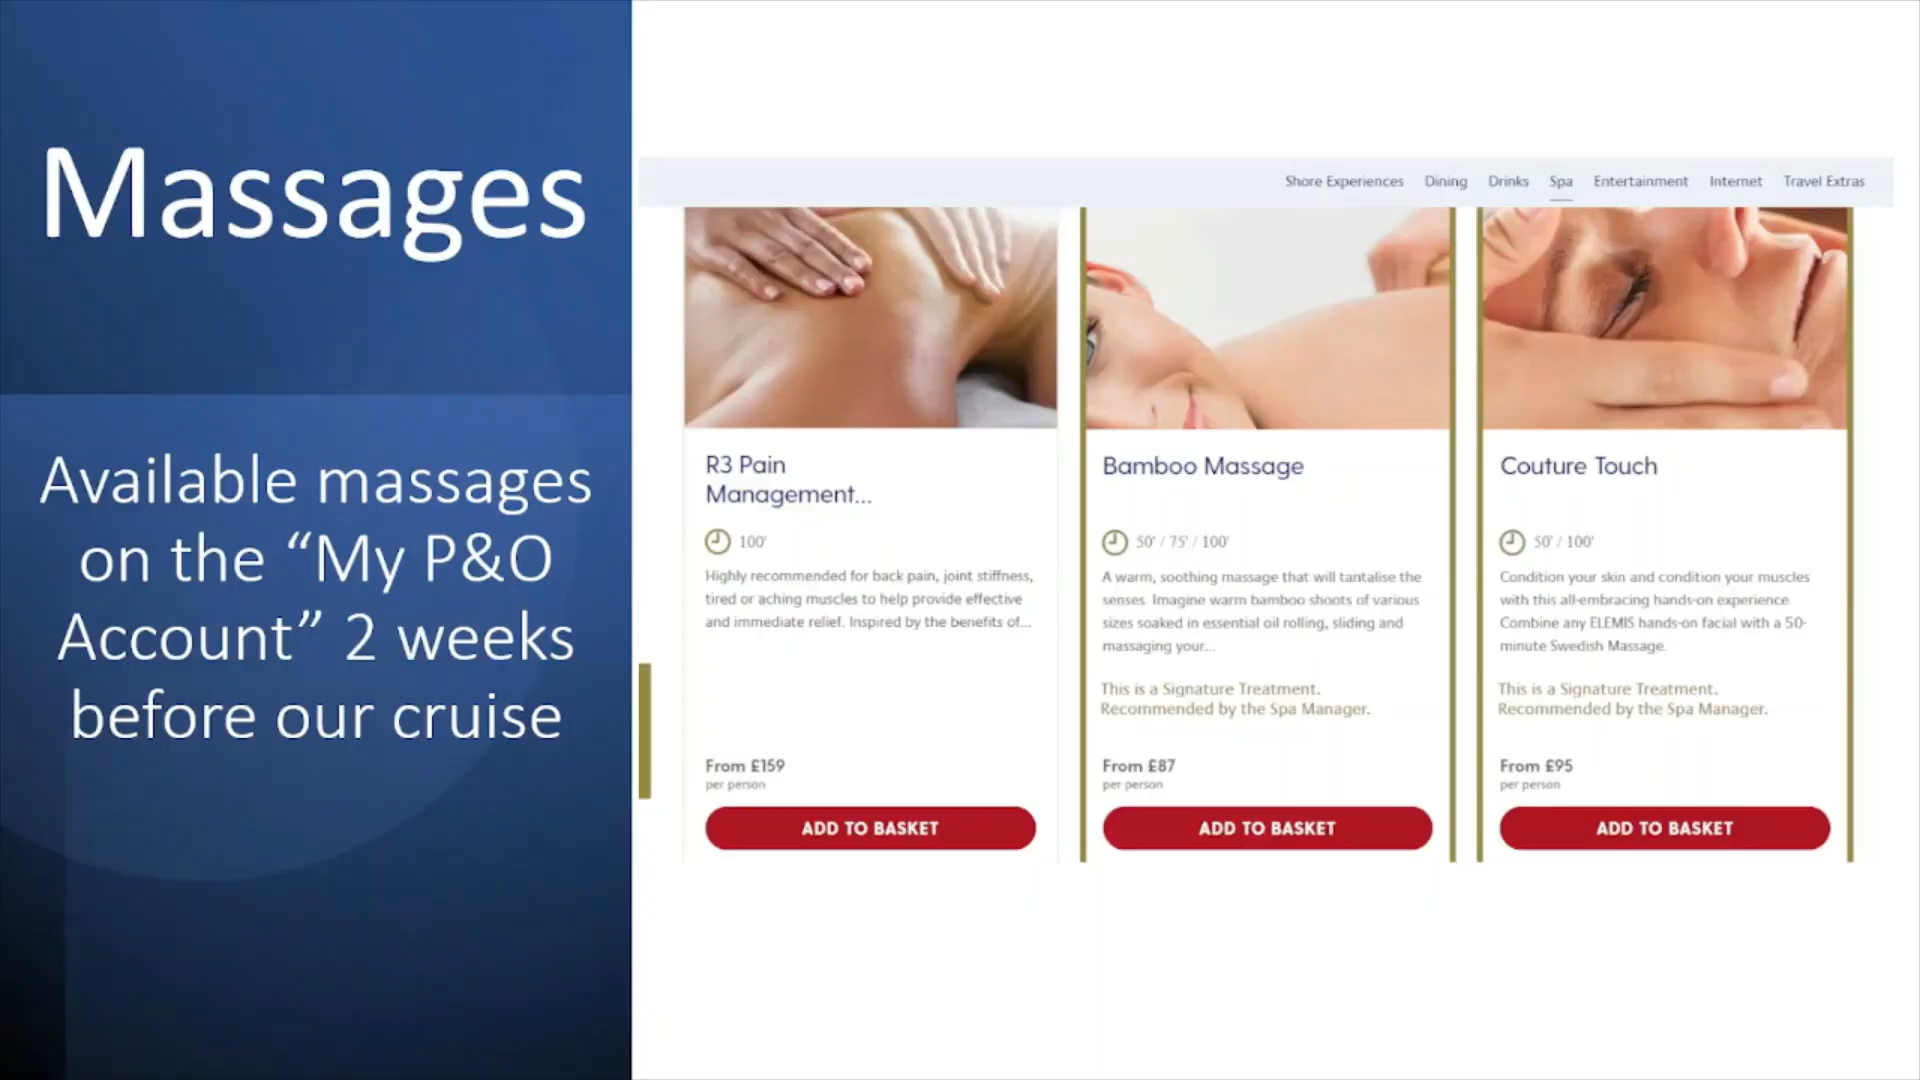 Massages
Available massages
on the “My P&O
Account” 2 weeks
before our cruise
Shore Experiences Dining Drinks Spa Entertainment Internet Travel Extras
R3 Pain
Management...
100'
Highly recommended for back pain, joint stiffness,
tired or aching muscles to help provide effective
and immediate relief. Inspired by the benefits of...
From £159
per person
ADD TO BASKET
Bamboo Massage
50' / 75' / 100'
A warm, soothing massage that will tantalise the
senses. Imagine warm bamboo shoots of various
sizes soaked in essential oil rolling, sliding and
massaging your...
This is a Signature Treatment.
Recommended by the Spa Manager.
From £87
per person
ADD TO BASKET
Couture Touch
50' / 100'
Condition your skin and condition your muscles
with this all-embracing hands-on experience.
Combine any ELEMIS hands-on facial with a 50-
minute Swedish Massage.
This is a Signature Treatment.
Recommended by the Spa Manager.
From £95
per person
ADD TO BASKET